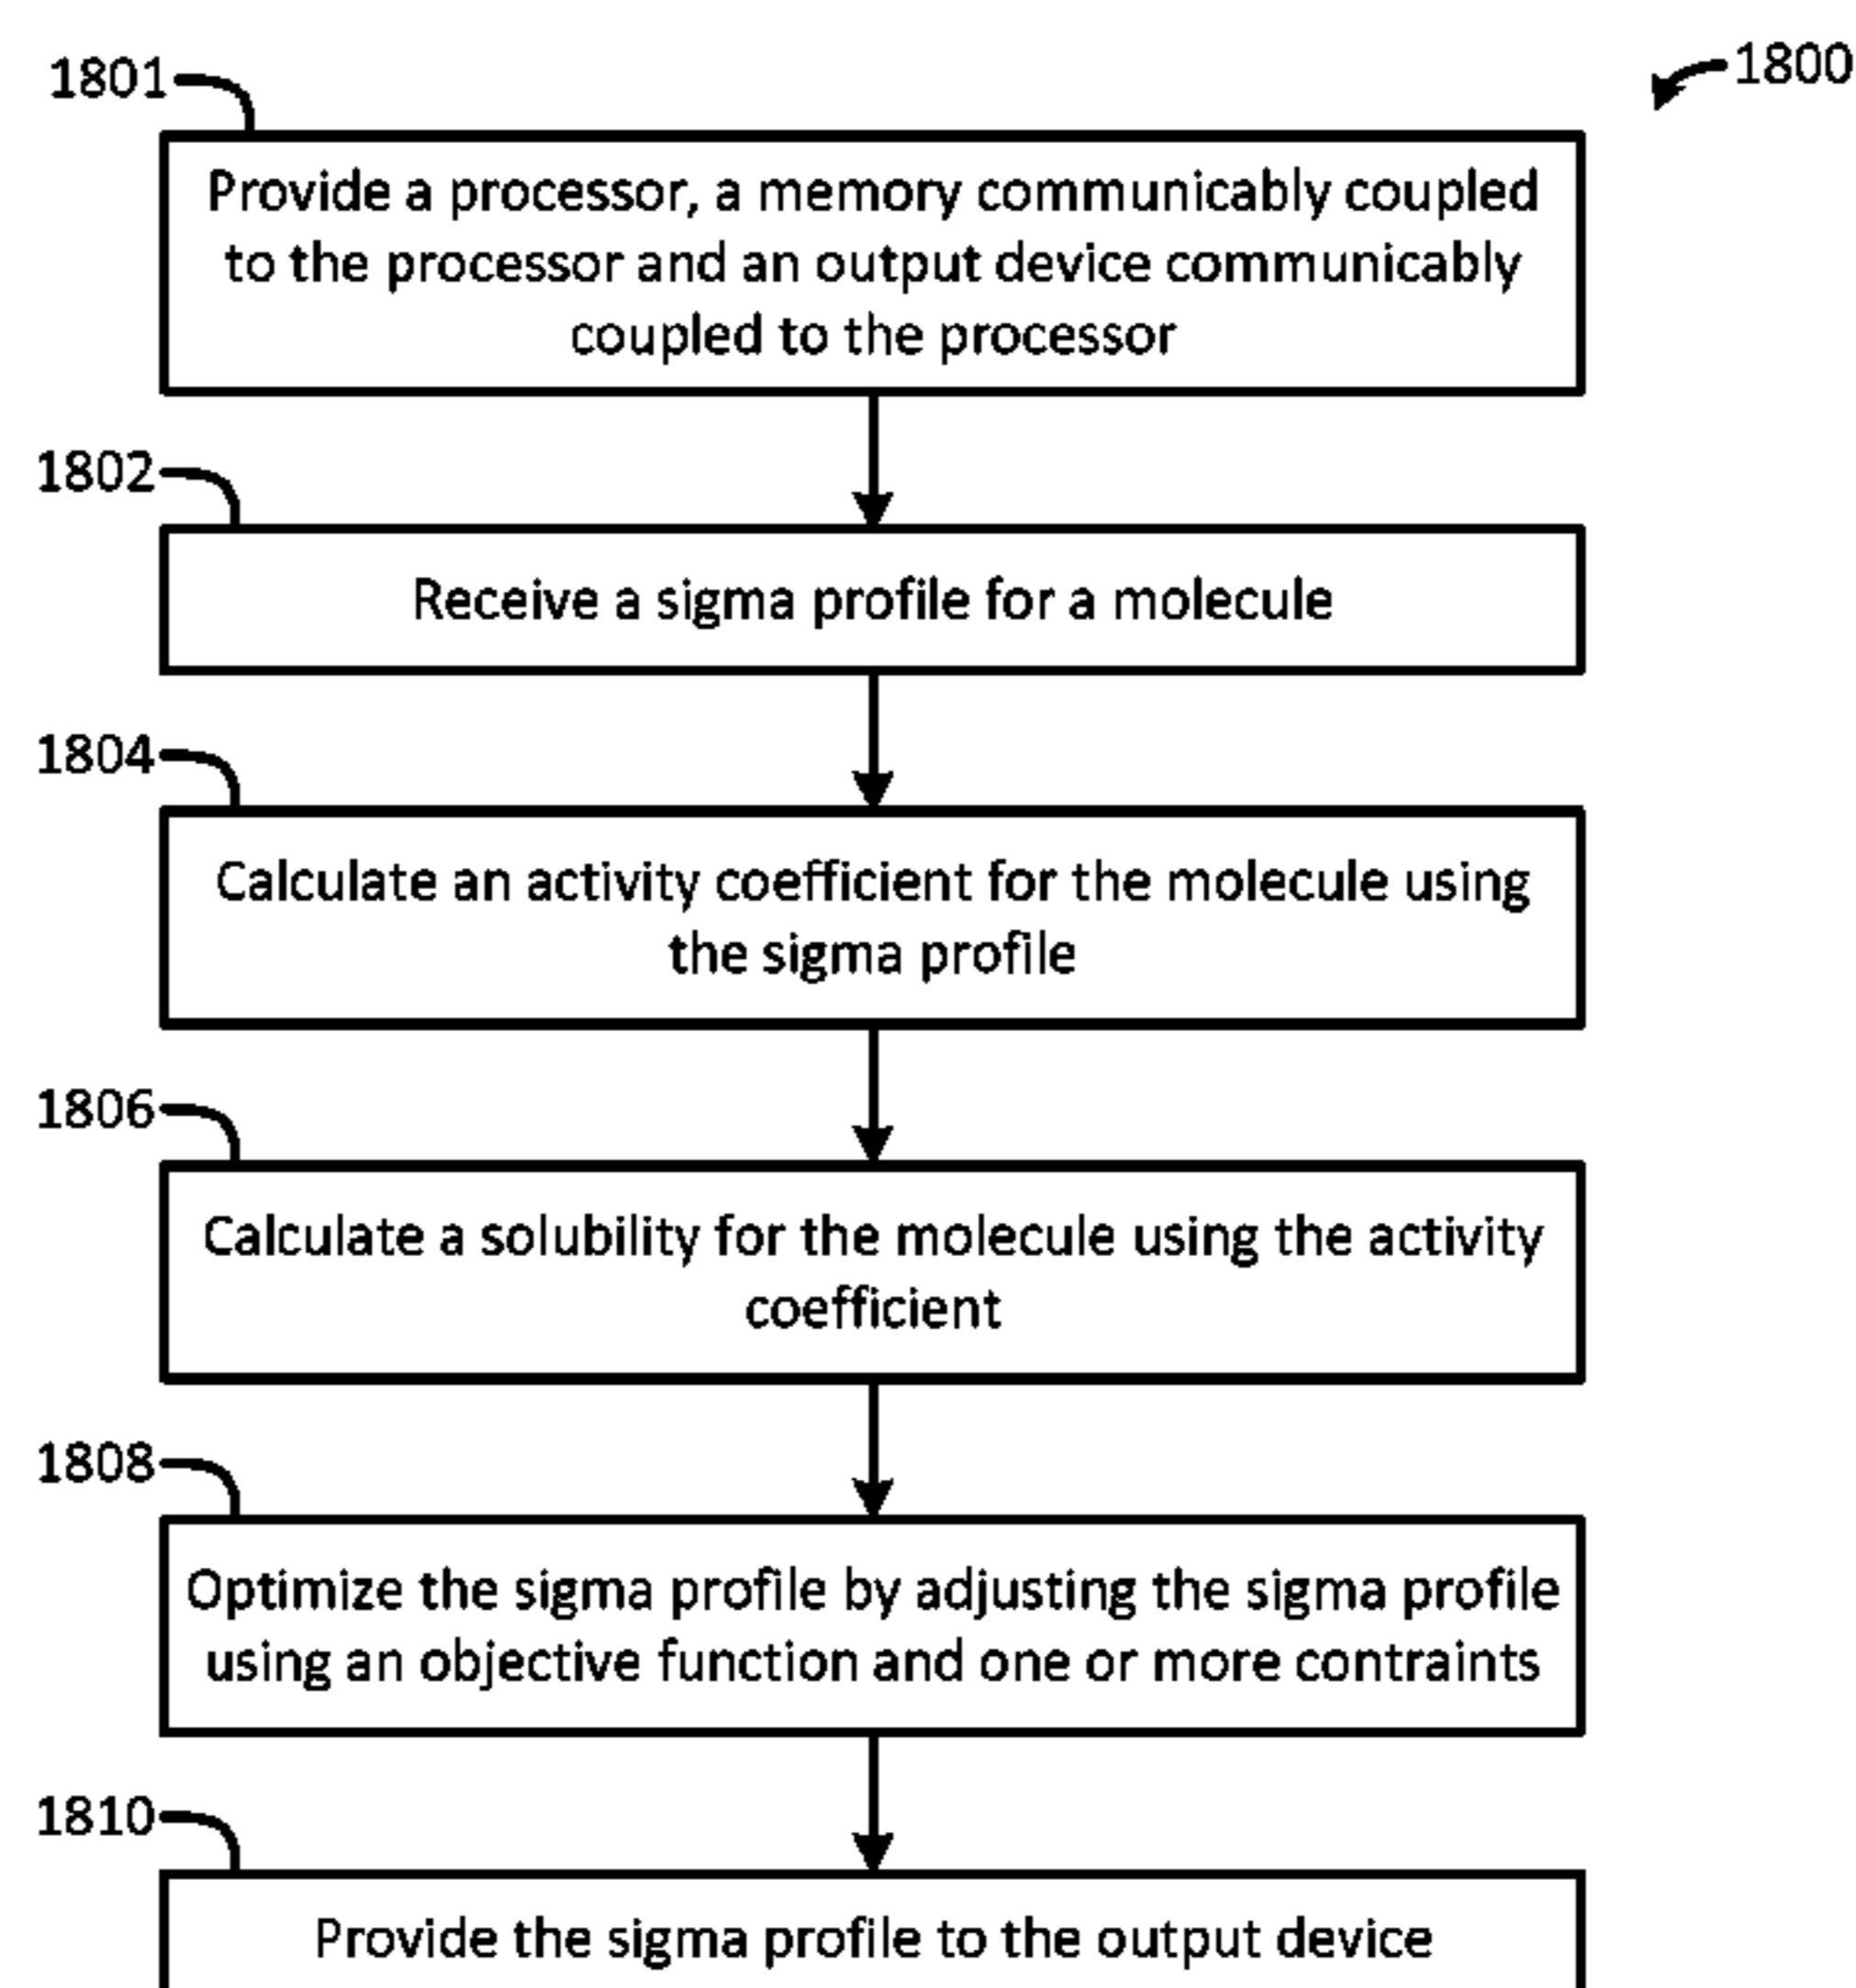 1800
1801
Provide a processor, a memory communicably coupled
to the processor and an output device communicably
coupled to the processor
1802
Receive a sigma profile for a molecule
1804
Calculate an activity coefficient for the molecule using
the sigma profile
1806
Calculate a solubility for the molecule using the activity
coefficient
1808
Optimize the sigma profile by adjusting the sigma profile
using an objective function and one or more contraints
1810
Provide the sigma profile to the output device